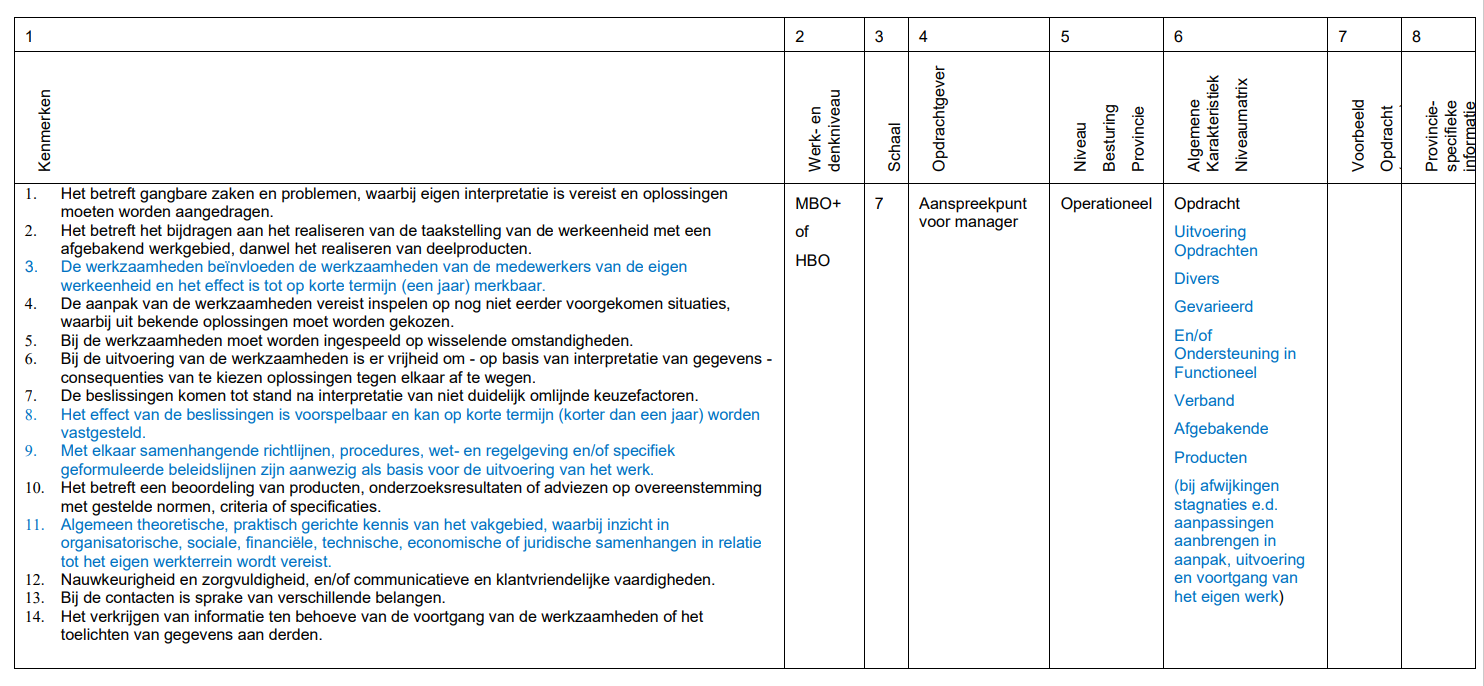 1 2 3 4 5 6 7 8
Kenmerken
Werk- en
denkniveau
Schaal
Opdrachtgever
Niveau
Besturing
Provincie
Algemene
Karakteristiek
Niveaumatrix
Voorbeeld
Opdracht
Provincie-
specifieke
informatie
1. Het betreft gangbare zaken en problemen, waarbij eigen interpretatie is vereist en oplossingen
moeten worden aangedragen.
2. Het betreft het bijdragen aan het realiseren van de taakstelling van de werkeenheid met een
afgebakend werkgebied, danwel het realiseren van deelproducten.
3. De werkzaamheden beïnvloeden de werkzaamheden van de medewerkers van de eigen
werkeenheid en het effect is tot op korte termijn (een jaar) merkbaar.
4. De aanpak van de werkzaamheden vereist inspelen op nog niet eerder voorgekomen situaties,
waarbij uit bekende oplossingen moet worden gekozen.
5. Bij de werkzaamheden moet worden ingespeeld op wisselende omstandigheden.
6. Bij de uitvoering van de werkzaamheden is er vrijheid om - op basis van interpretatie van gegevens -
consequenties van te kiezen oplossingen tegen elkaar af te wegen.
7. De beslissingen komen tot stand na interpretatie van niet duidelijk omlijnde keuzefactoren.
8. Het effect van de beslissingen is voorspelbaar en kan op korte termijn (korter dan een jaar) worden
vastgesteld.
9. Met elkaar samenhangende richtlijnen, procedures, wet- en regelgeving en/of specifiek
geformuleerde beleidslijnen zijn aanwezig als basis voor de uitvoering van het werk.
10. Het betreft een beoordeling van producten, onderzoeksresultaten of adviezen op overeenstemming
met gestelde normen, criteria of specificaties.
11. Algemeen theoretische, praktisch gerichte kennis van het vakgebied, waarbij inzicht in
organisatorische, sociale, financiële, technische, economische of juridische samenhangen in relatie
tot het eigen werkterrein wordt vereist.
12. Nauwkeurigheid en zorgvuldigheid, en/of communicatieve en klantvriendelijke vaardigheden.
13. Bij de contacten is sprake van verschillende belangen.
14. Het verkrijgen van informatie ten behoeve van de voortgang van de werkzaamheden of het
toelichten van gegevens aan derden.
MBO+
of
HBO
7
Aanspreekpunt
voor manager
Operationeel
Opdracht
Uitvoering
Opdrachten
Divers
Gevarieerd
En/of
Ondersteuning in
Functioneel
Verband
Afgebakende
Producten
(bij afwijkingen
stagnaties e.d.
aanpassingen
aanbrengen in
aanpak, uitvoering
en voortgang van
het eigen werk)